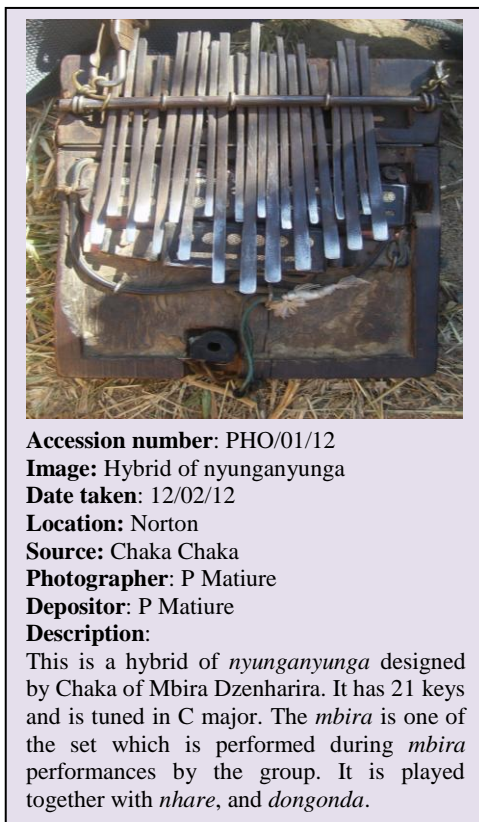 Accession number: PHO/01/12
Image: Hybrid of nyunganyunga
Date taken: 12/02/12
Location: Norton
Source: Chaka Chaka
Photographer: P Matiure
Depositor: P Matiure
Description:
This is a hybrid of nyunganyunga designed
by Chaka of Mbira Dzenharira. It has 21 keys
and is tuned in C major. The mbira is one of
the set which is performed during mbira
performances by the group. It is played
together with nhare, and dongonda.